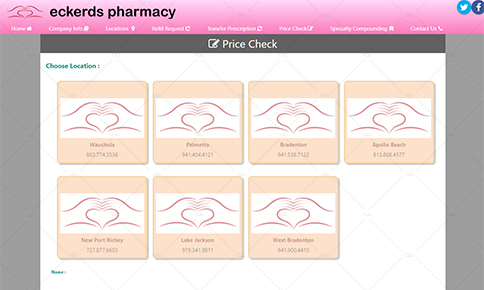 eckerds pharmacy
Home Company Info Locations Refill Request Transfer Prescription Price Check Specialty Compounding Contact Us
Price Check
Choose Location :
Wauchula Palmetto Bradenton Apollo Beach
863.774.3538 941.404.4121 941.538.7122 813.606.4577
New Port Richey Lake Jackson West Bradenton
727.877.6603 979.341.8811 941.900.4410
Name :